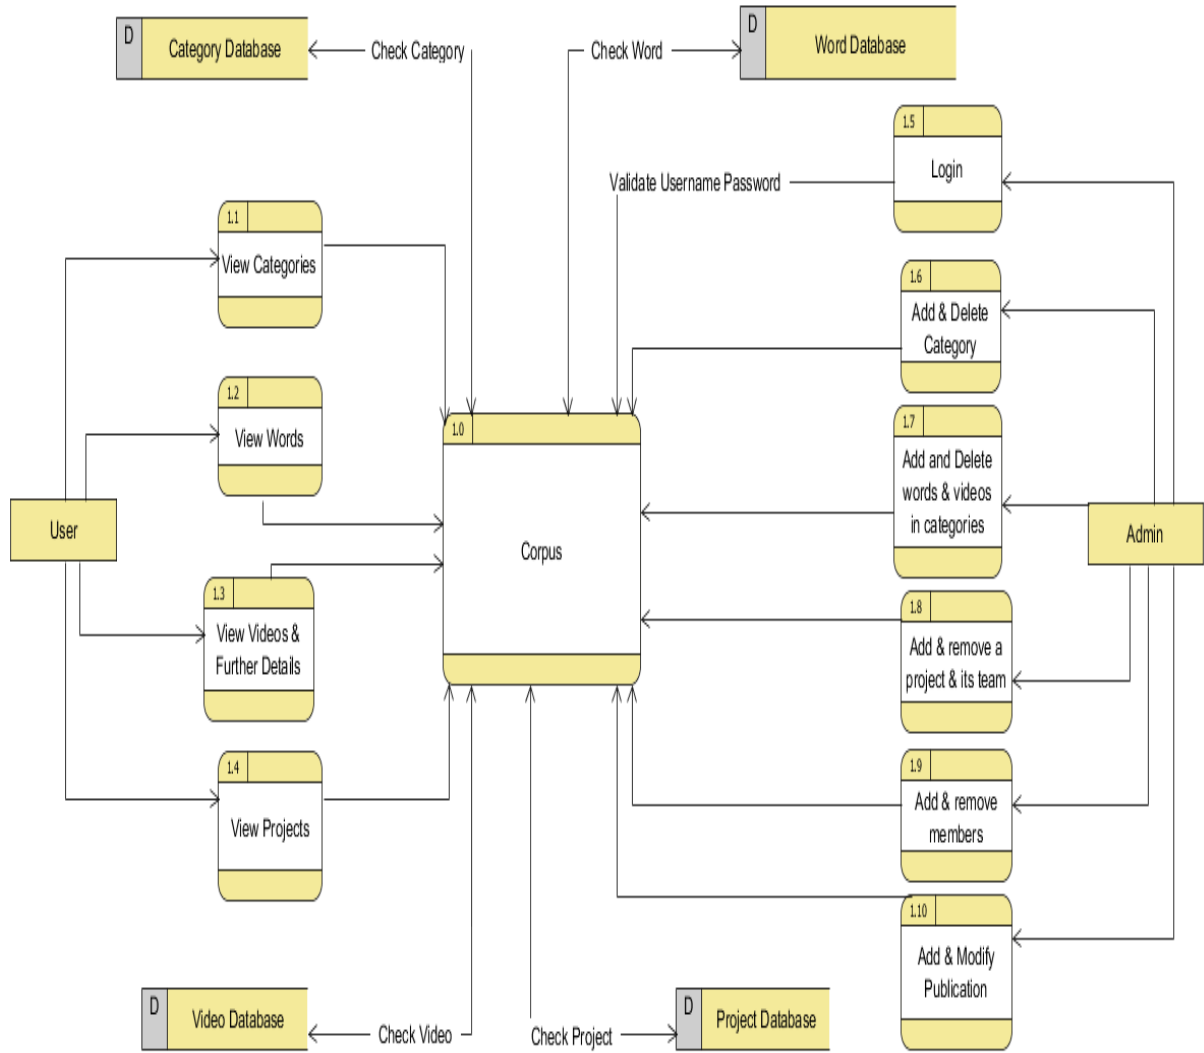 D
Category Database
Check Category
Check Word
D
Word Database
1.5
Login
Validate Username Password
1.1
View Categories
1.6
Add & Delete
Category
1.2
View Words
1.0
Corpus
1.7
Add and Delete
words & videos
in categories
User
Admin
1.3
View Videos &
Further Details
1.8
Add & remove a
project & its team
1.4
View Projects
1.9
Add & remove
members
1.10
Add & Modify
Publication
D
Video Database
Check Video
Check Project
D
Project Database